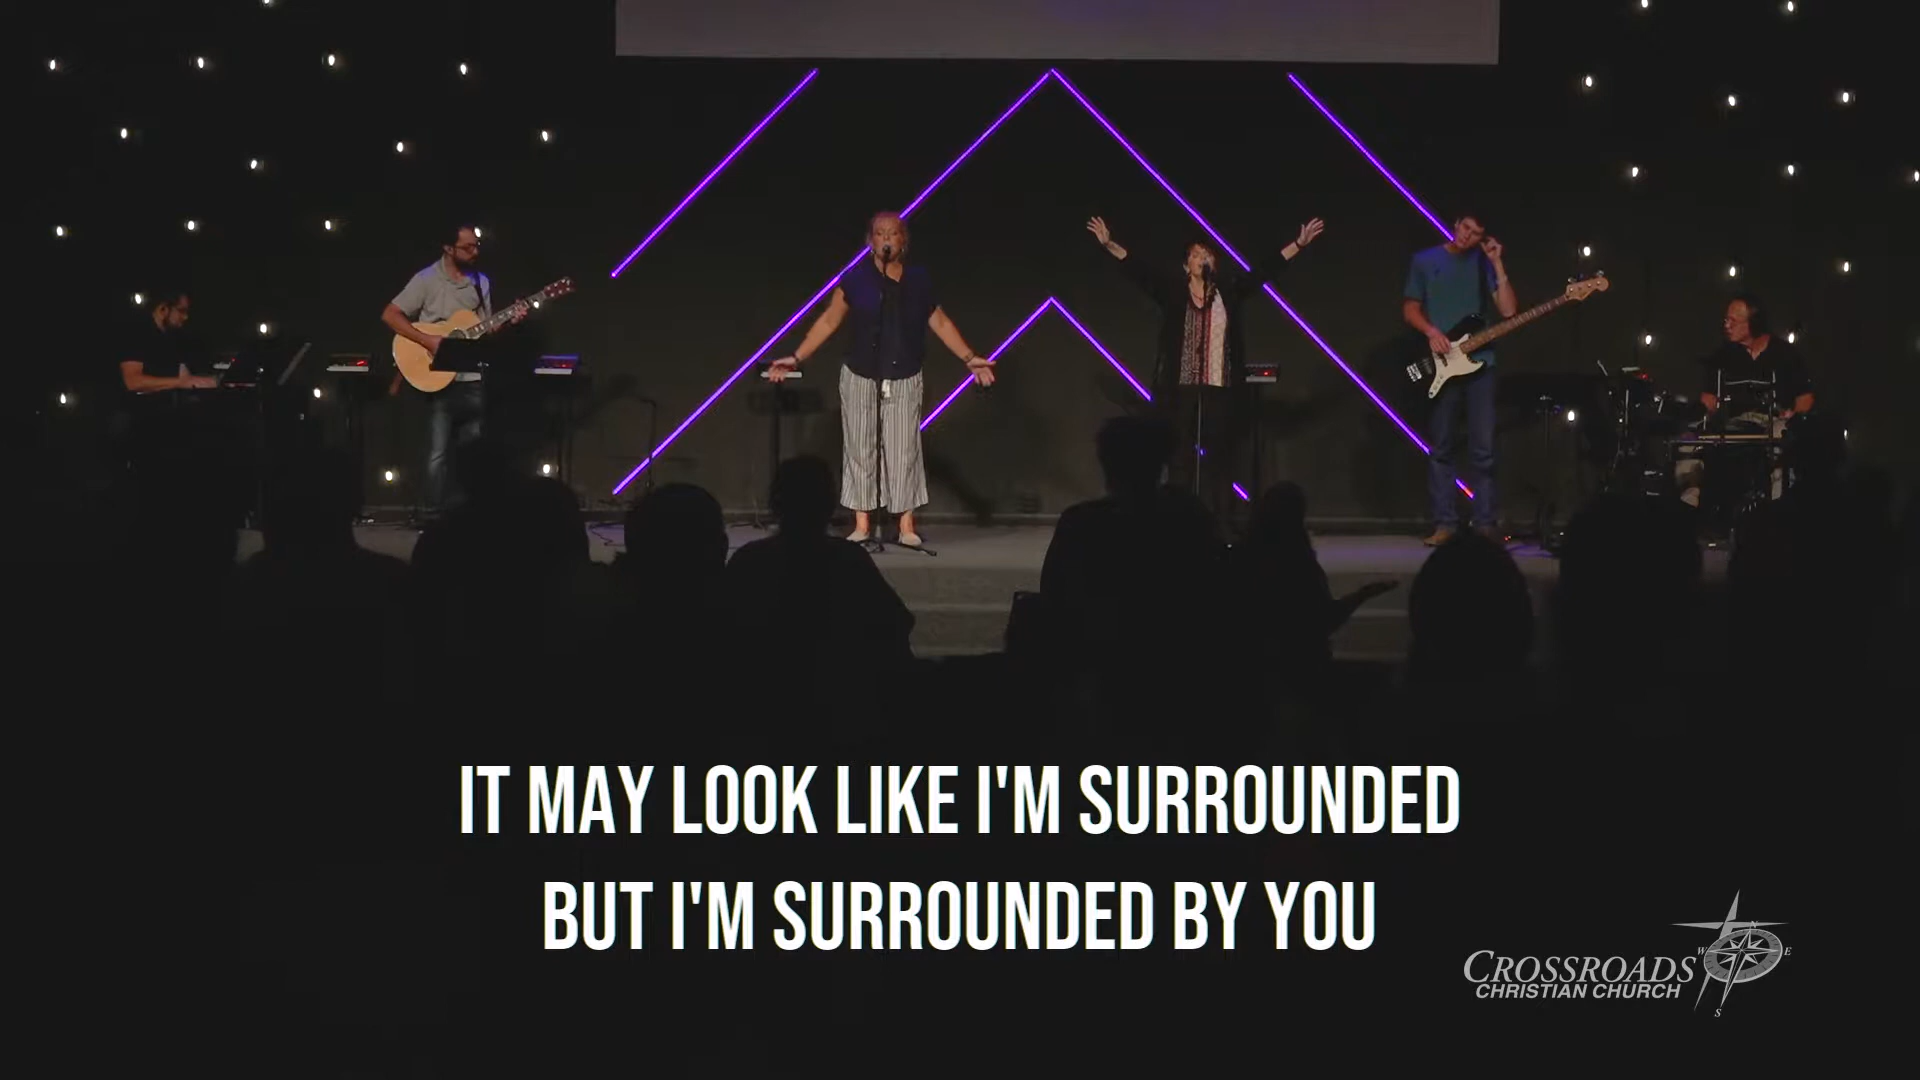 IT MAY LOOK LIKE I'M SURROUNDED
BUT I'M SURROUNDED BY YOU
CROSSROADS
CHRISTIAN CHURCH
N
W
E
S